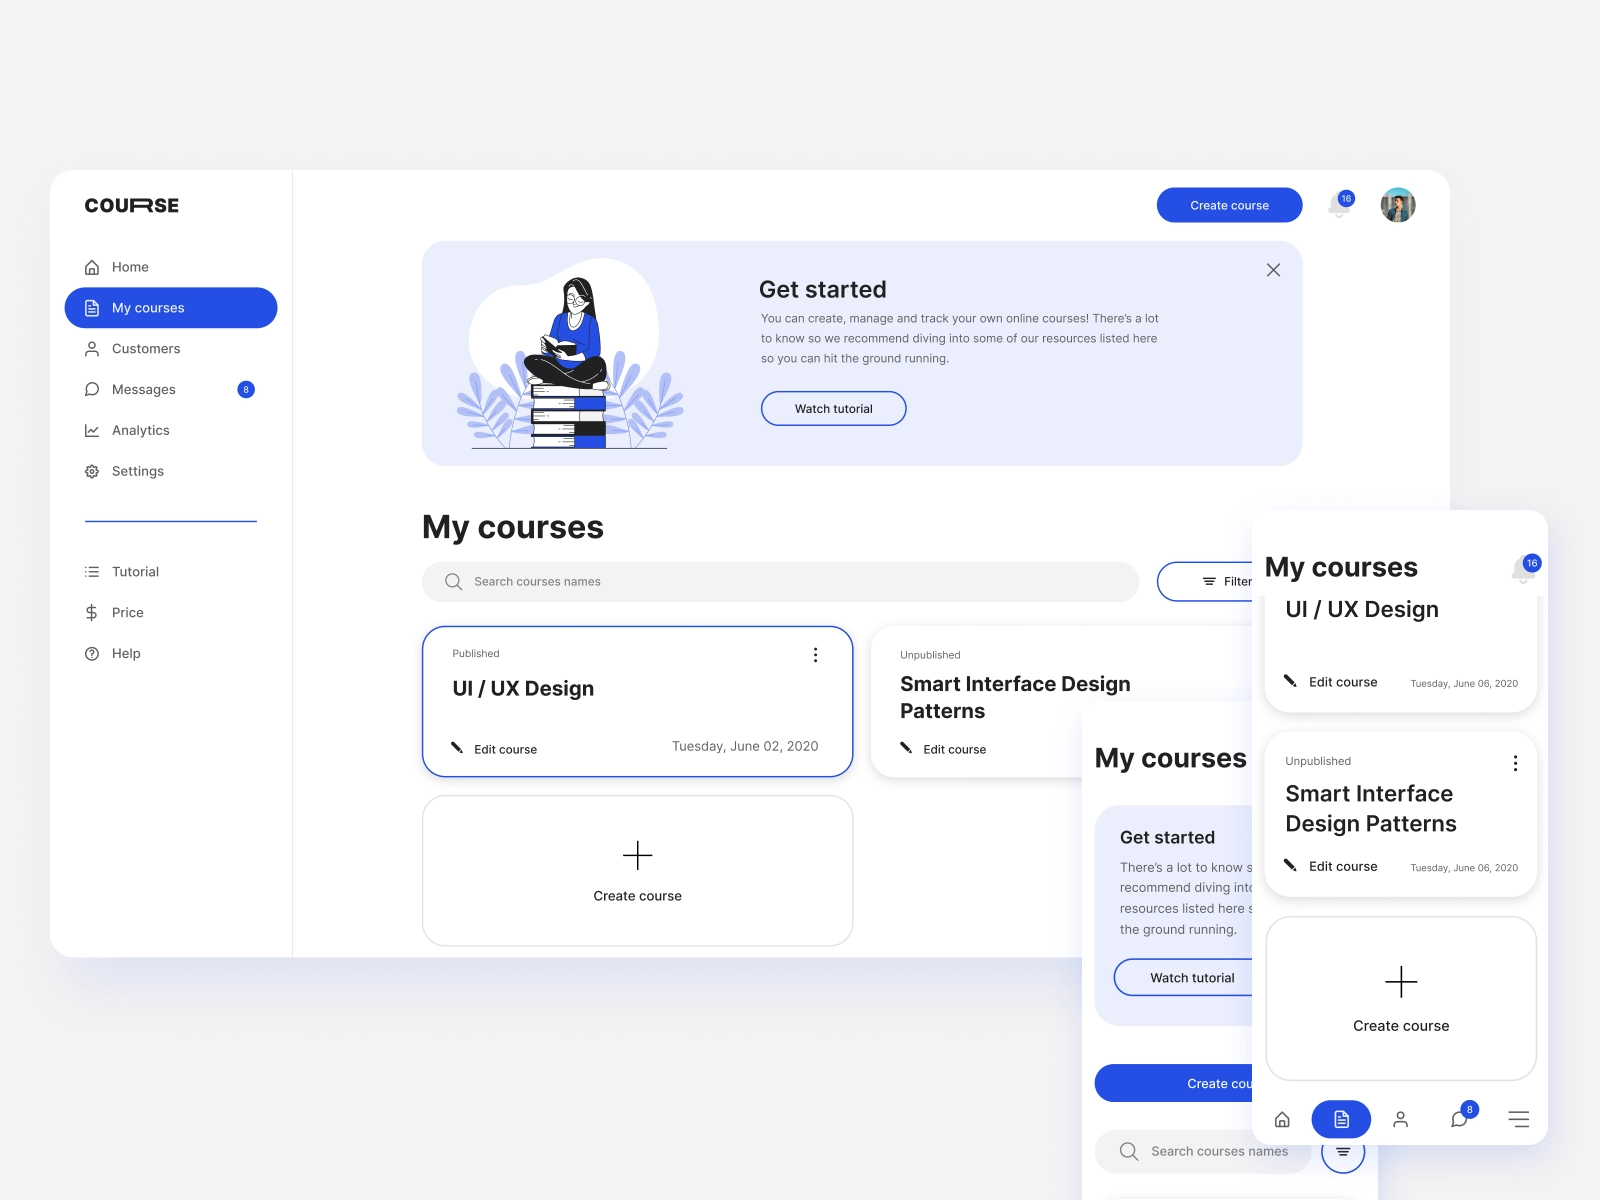 COURSE
Home
My courses
Customers
Messages
8
Analytics
Settings
Tutorial
Price
Help
Create course
16
Get started
You can create, manage and track your own online courses! There's a lot
to know so we recommend diving into some of our resources listed here
so you can hit the ground running.
Watch tutorial
My courses
Search courses names
Filter
Published
UI / UX Design
Edit course
Tuesday, June 02, 2020
Unpublished
Smart Interface Design
Patterns
Edit course
Create course
My courses
Get started
There's a lot to know s
recommend diving into
resources listed here s
the ground running.
Watch tutorial
Create cou
Search courses names
My courses
16
UI / UX Design
Edit course
Tuesday, June 06, 2020
Unpublished
Smart Interface
Design Patterns
Edit course
Tuesday, June 06, 2020
Create course
8